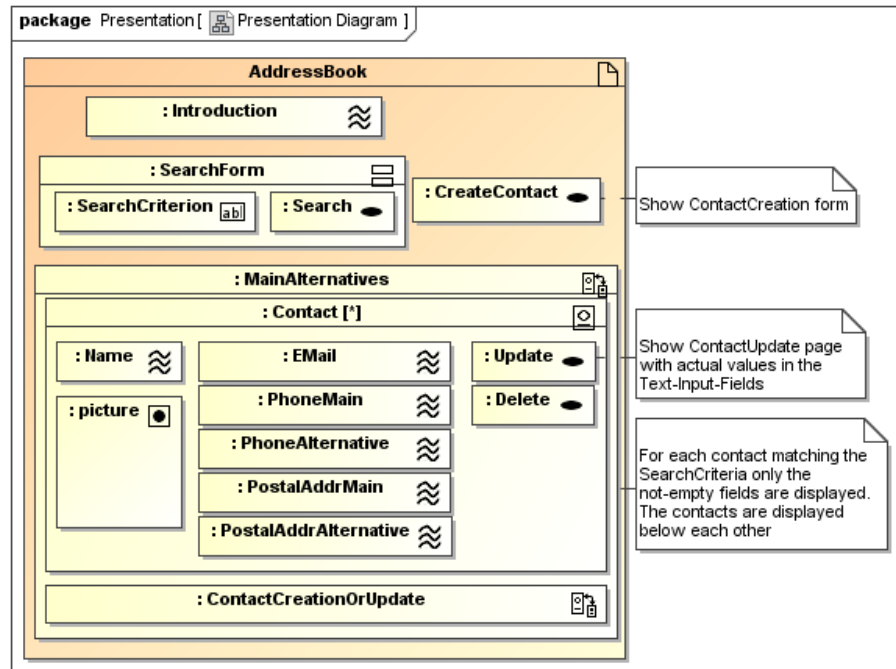 package Presentation [ Presentation Diagram ]
AddressBook
: Introduction
: SearchForm
: SearchCriterion
ab
: Search
: CreateContact
Show ContactCreation form
: MainAlternatives
: Contact [*]
: Name
: EMail
: Update
Show ContactUpdate page
with actual values in the
Text-Input-Fields
: picture
: PhoneMain
: Delete
: PhoneAlternative
: PostalAddrMain
: PostalAddrAlternative
For each contact matching the
SearchCriteria only the
not-empty fields are displayed.
The contacts are displayed
below each other
: ContactCreationOrUpdate